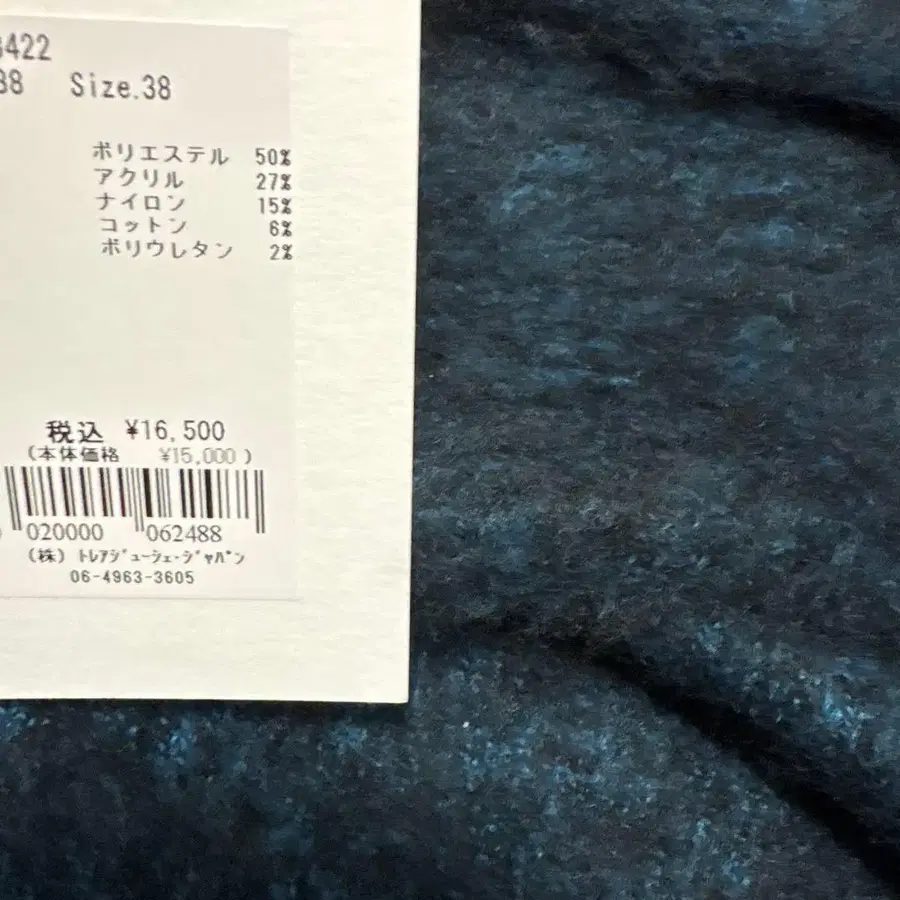 3422
38 Size.38
ポリエステル 50%
アクリル 27%
ナイロン 15%
コットン 6%
ポリウレタン 2%
税込 ¥16,500
(本体価格 ¥15,000)
020000 062488
(株) ﾄﾚｱｼﾞｭｰｼｪ･ｼﾞｬﾊﾟﾝ
06-4963-3605